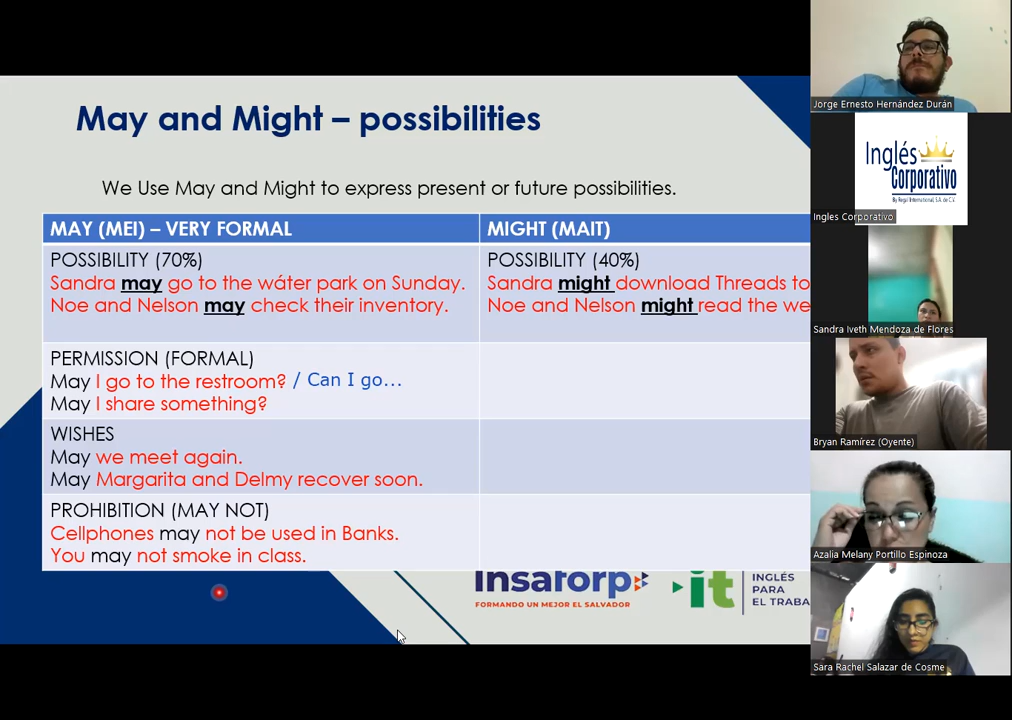 May and Might – possibilities
We Use May and Might to express present or future possibilities.
MAY (MEI) – VERY FORMAL
POSSIBILITY (70%)
Sandra may go to the wáter park on Sunday.
Noe and Nelson may check their inventory.
MIGHT (MAIT)
POSSIBILITY (40%)
Sandra might download Threads to
Noe and Nelson might read the we
PERMISSION (FORMAL)
May I go to the restroom? / Can I go...
May I share something?
WISHES
May we meet again.
May Margarita and Delmy recover soon.
PROHIBITION (MAY NOT)
Cellphones may not be used in Banks.
You may not smoke in class.
Insaforp
FORMANDO UN MEJOR EL SALVADOR
it
INGLÉS
PARA
EL TRABA
Jorge Ernesto Hernández Durán
Inglés
Corporativo
By Regal International, S.A. de C.V.
Ingles Corporativo
Sandra Iveth Mendoza de Flores
Bryan Ramírez (Oyente)
Azalia Melany Portillo Espinoza
Sara Rachel Salazar de Cosme